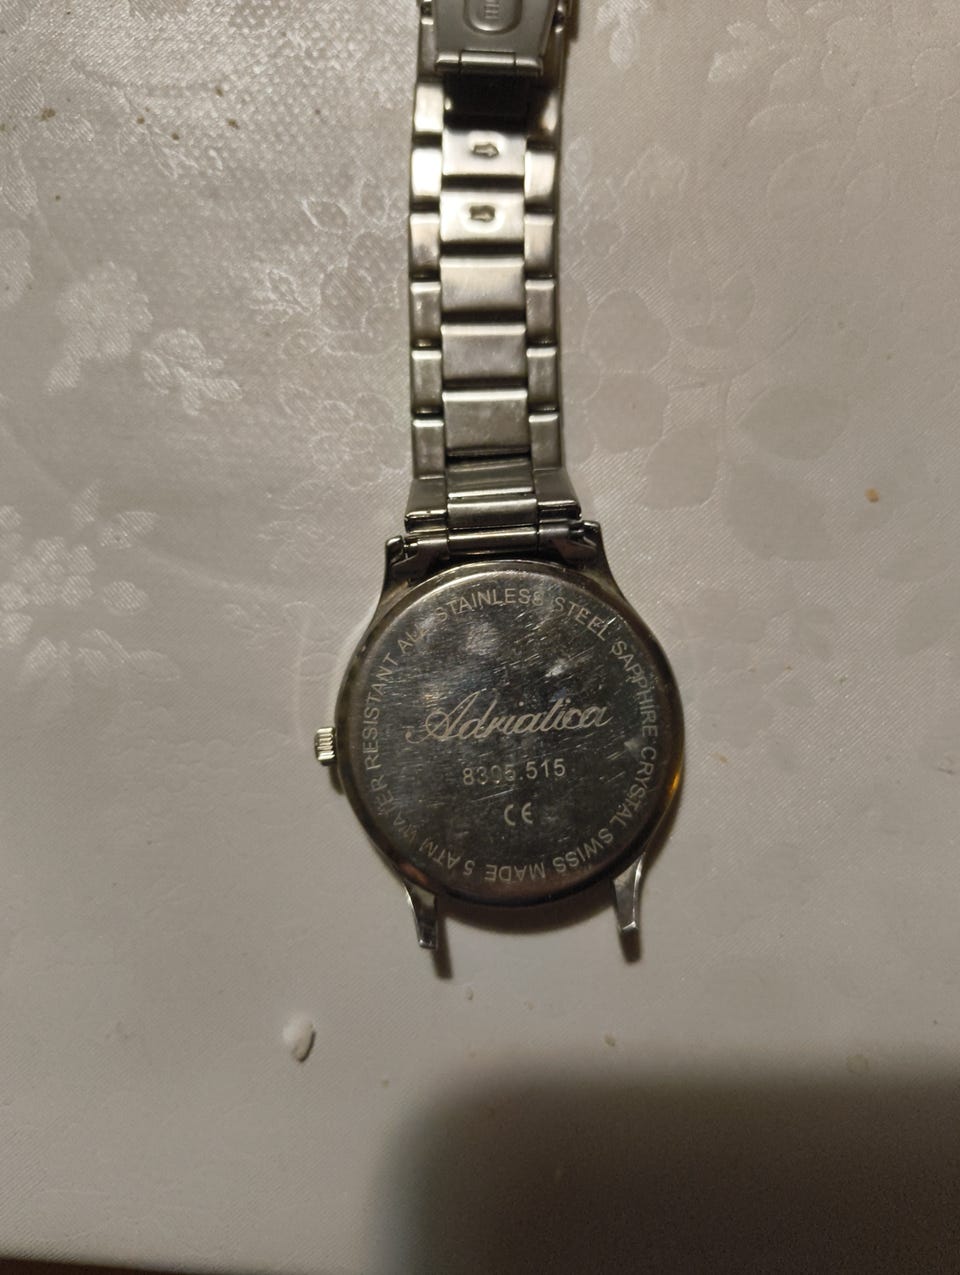 ALL STAINLESS STEEL SAPPHIRE CRYSTAL SWISS MADE 5 ATM WATER RESISTANT
Adriatica
8305.515
CE